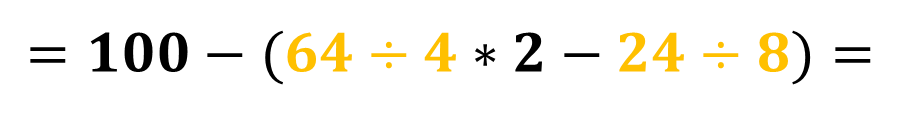 = 100 − (64 ÷ 4 * 2 − 24 ÷ 8) =